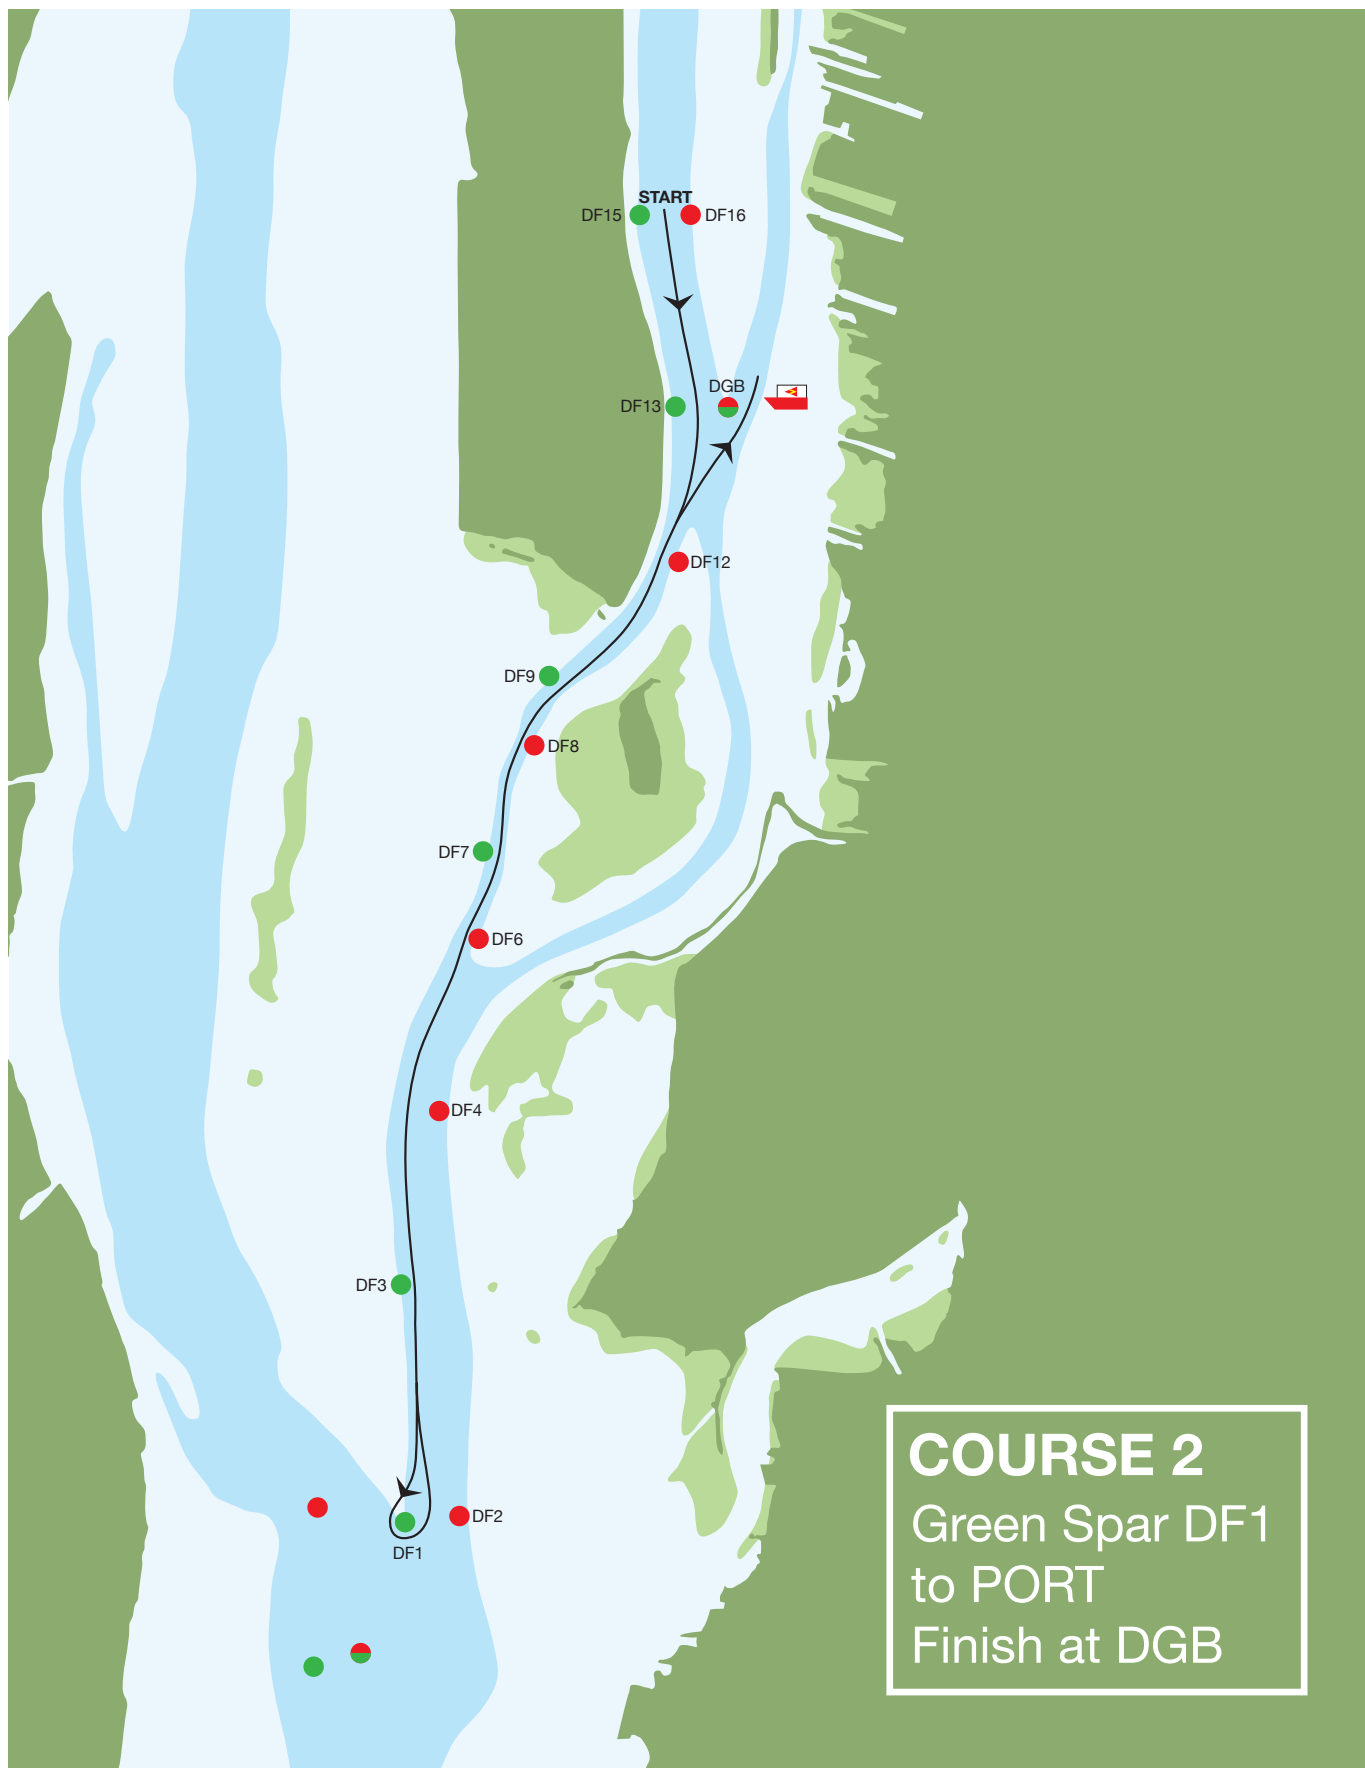 START
DF15
DF16
DGB
DF13
DF12
DF9
DF8
DF7
DF6
DF4
DF3
DF2
DF1
COURSE 2
Green Spar DF1
to PORT
Finish at DGB